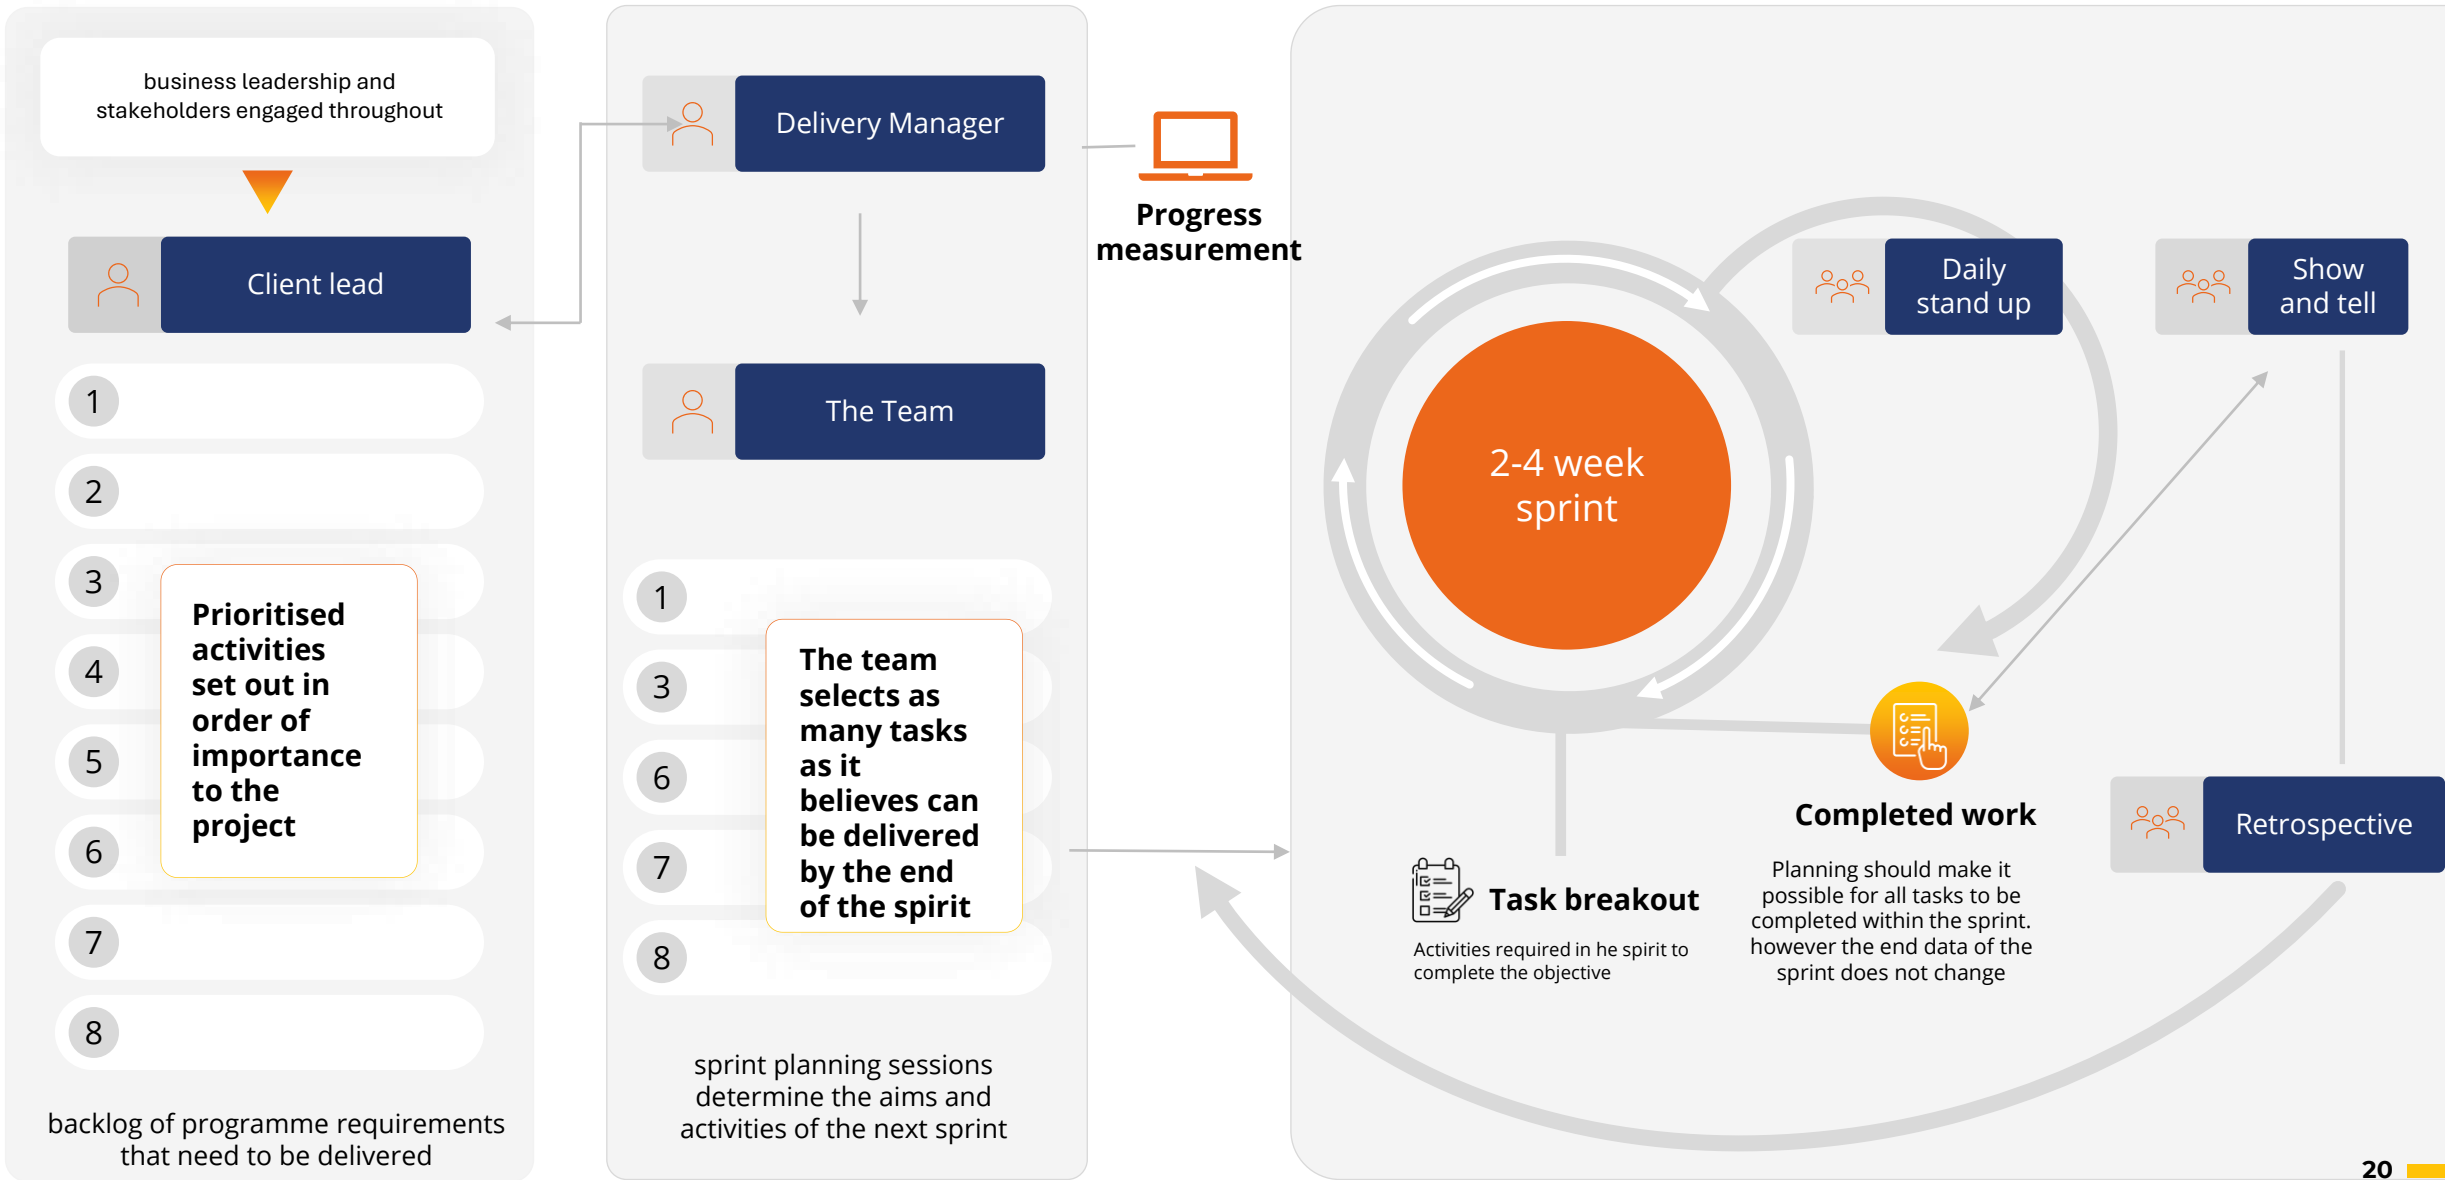 business leadership and
stakeholders engaged throughout
Client lead
1
2
3
4
5
6
7
8
Prioritised
activities
set out in
order of
importance
to the
project
backlog of programme requirements
that need to be delivered
Delivery Manager
The Team
1
3
6
7
8
The team
selects as
many tasks
as it
believes can
be delivered
by the end
of the spirit
sprint planning sessions
determine the aims and
activities of the next sprint
Progress
measurement
2-4 week
sprint
Daily
stand up
Show
and tell
Task breakout
Activities required in he spirit to
complete the objective
Completed work
Planning should make it
possible for all tasks to be
completed within the sprint.
however the end data of the
sprint does not change
Retrospective
20